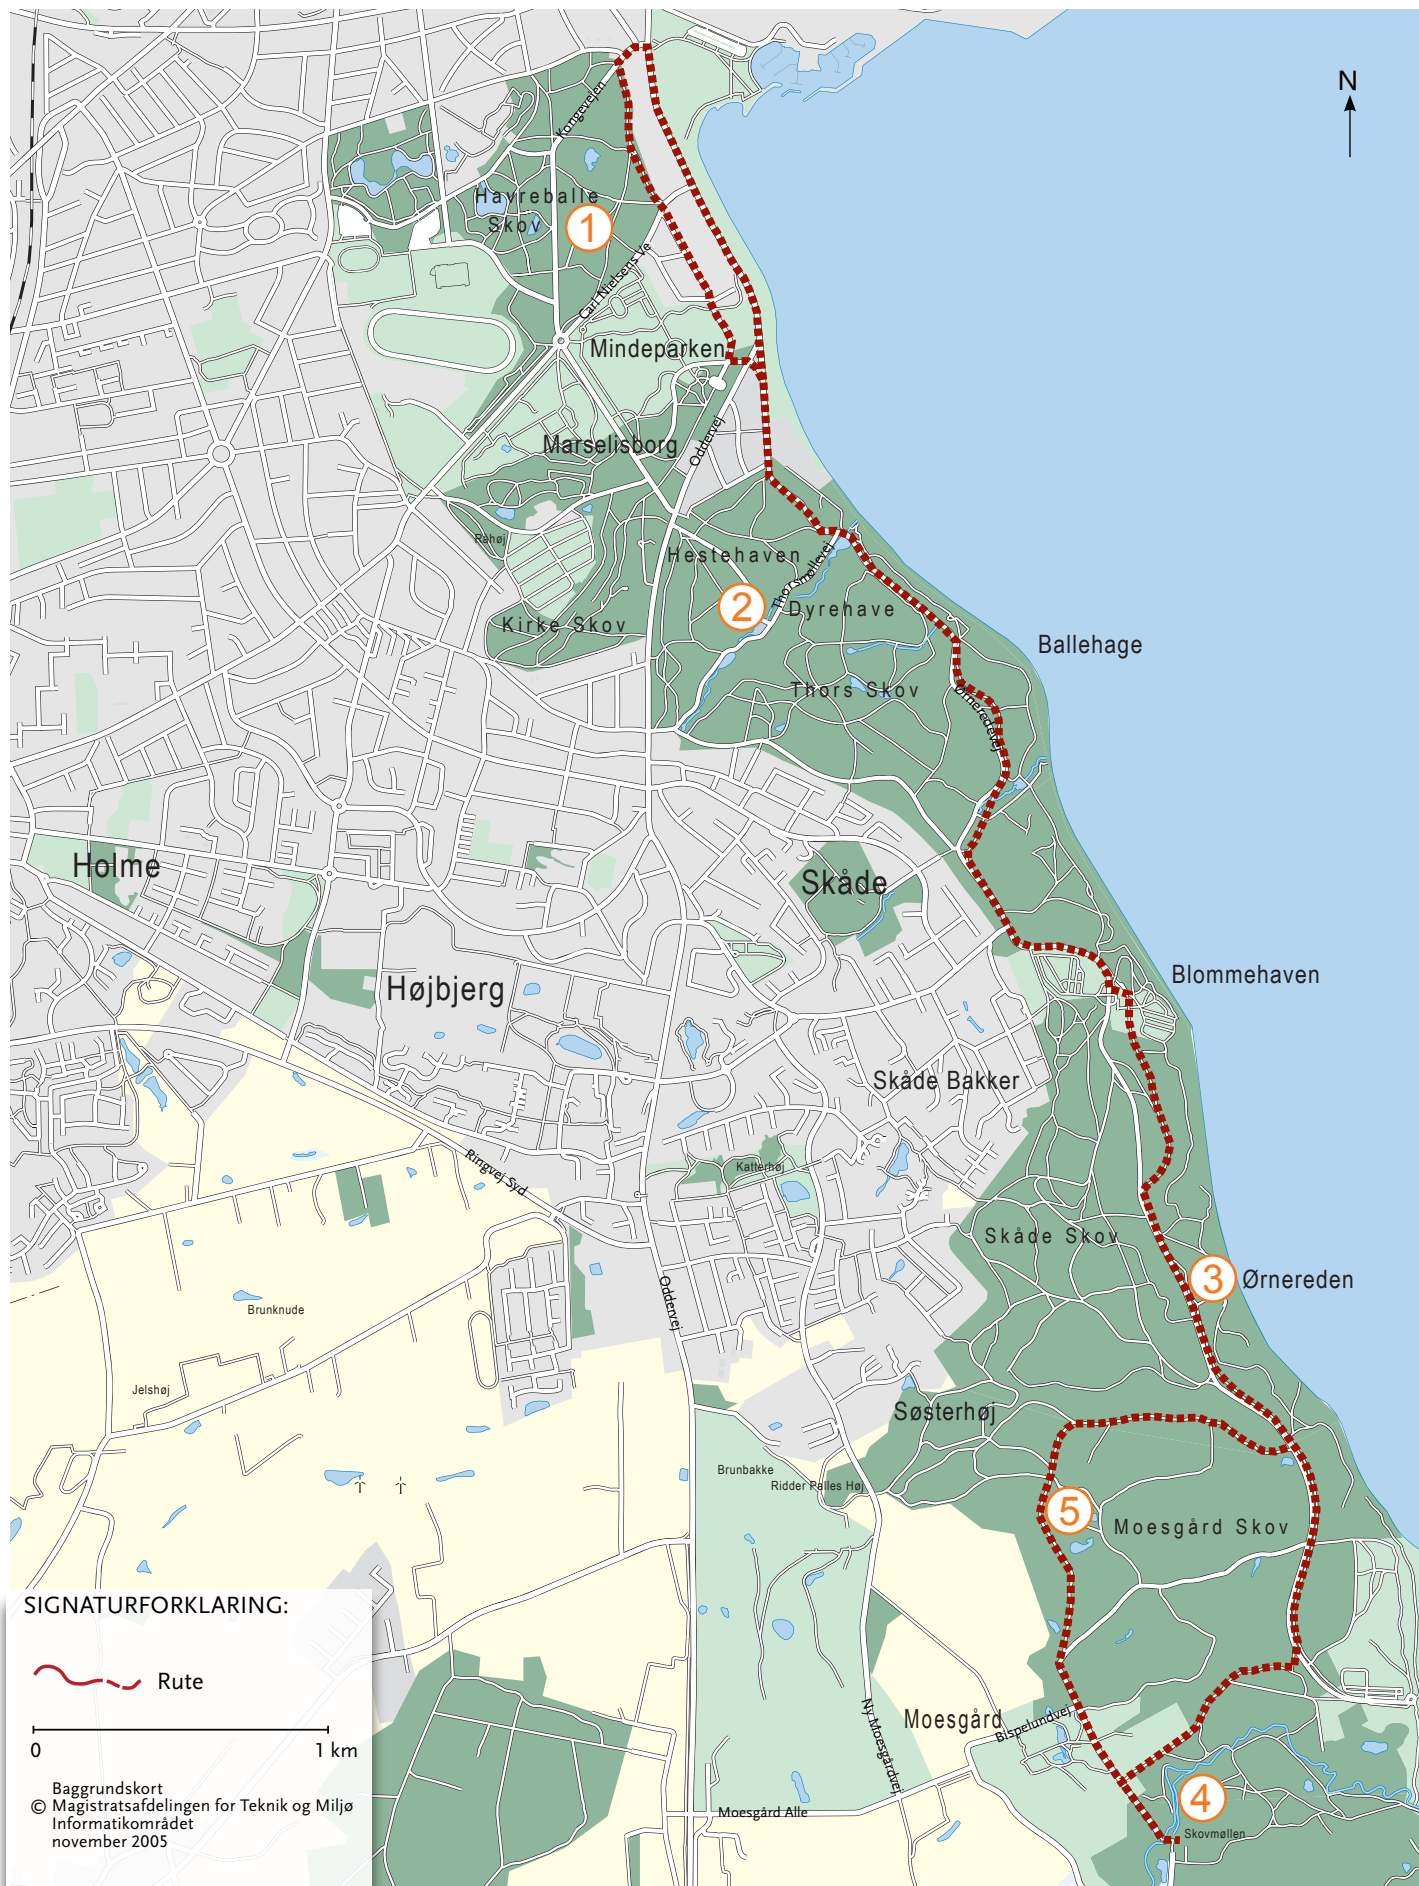 N
Kongevejen
Havreballe
Skov
1
Carl Nielsens Ve
Mindeparken
Marselisborg
Oddervej
Rahøj
Hestehaven
Thorsmøllevej
2
Dyrehave
Kirke Skov
Ballehage
Thors Skov
Ørneredevej
Holme
Skåde
Højbjerg
Blommehaven
Skåde Bakker
Ringvej Syd
Katterhøj
Skåde Skov
3
Ørnereden
Oddervej
Brunknude
Jelshøj
Søsterhøj
Brunbakke
Ridder Palles Høj
5
Moesgård Skov
SIGNATURFORKLARING:
Rute
0
1 km
Baggrundskort
© Magistratsafdelingen for Teknik og Miljø
Informatikområdet
november 2005
Moesgård
Bispelundvej
Ny Moesgårdvej
4
Moesgård Alle
Skovmøllen